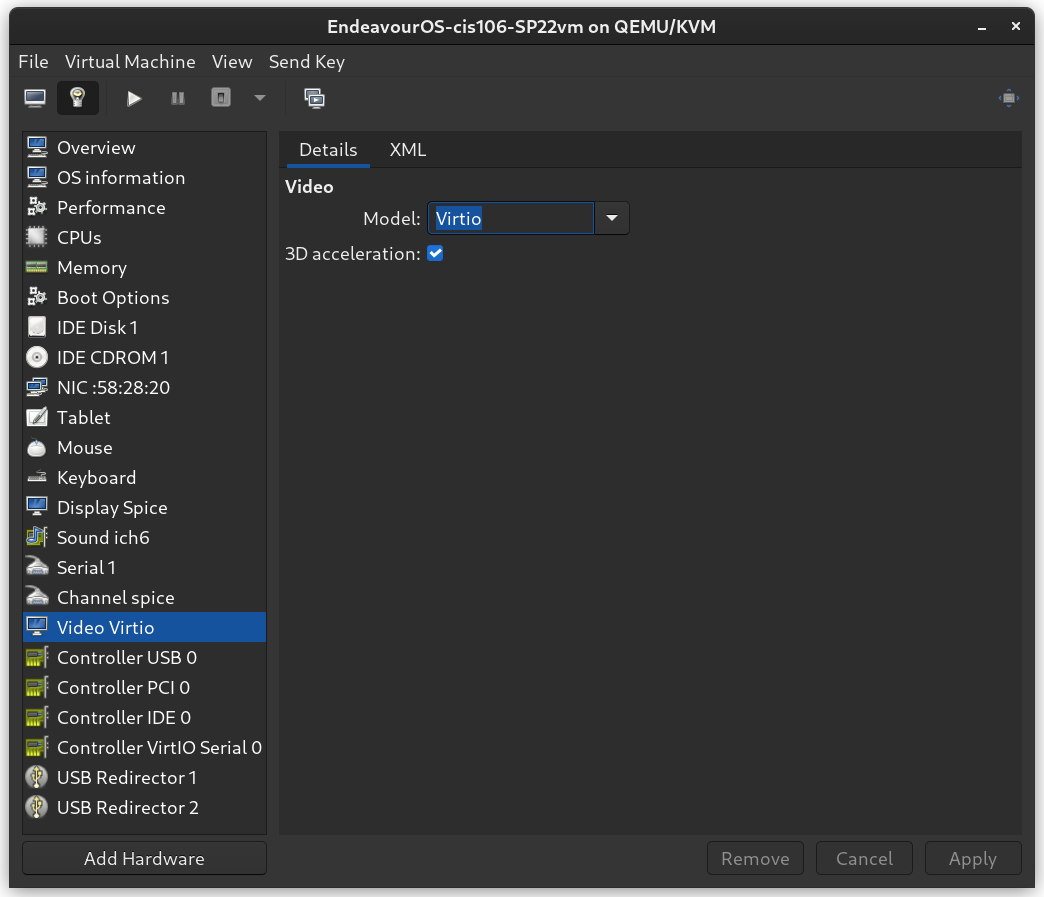 EndeavourOS-cis106-SP22vm on QEMU/KVM
File Virtual Machine View Send Key
Overview
OS information
Performance
CPUs
Memory
Boot Options
IDE Disk 1
IDE CDROM 1
NIC :58:28:20
Tablet
Mouse
Keyboard
Display Spice
Sound ich6
Serial 1
Channel spice
Video Virtio
Controller USB 0
Controller PCI 0
Controller IDE 0
Controller VirtIO Serial 0
USB Redirector 1
USB Redirector 2
Add Hardware
Details XML
Video
Model: Virtio
3D acceleration:
Remove Cancel Apply